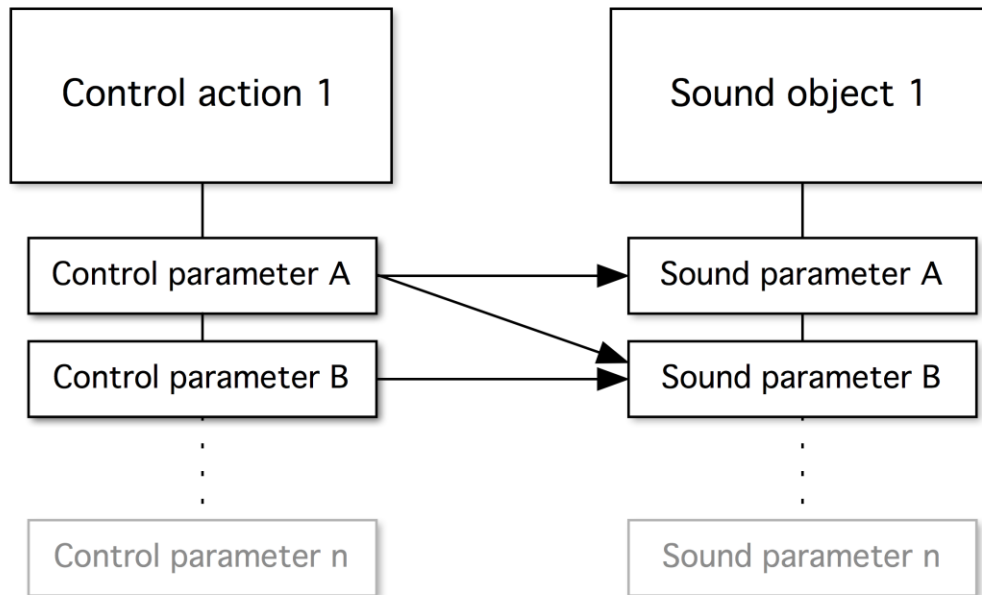 Control action 1
Sound object 1
Control parameter A
Sound parameter A
Control parameter B
Sound parameter B
Control parameter n
Sound parameter n